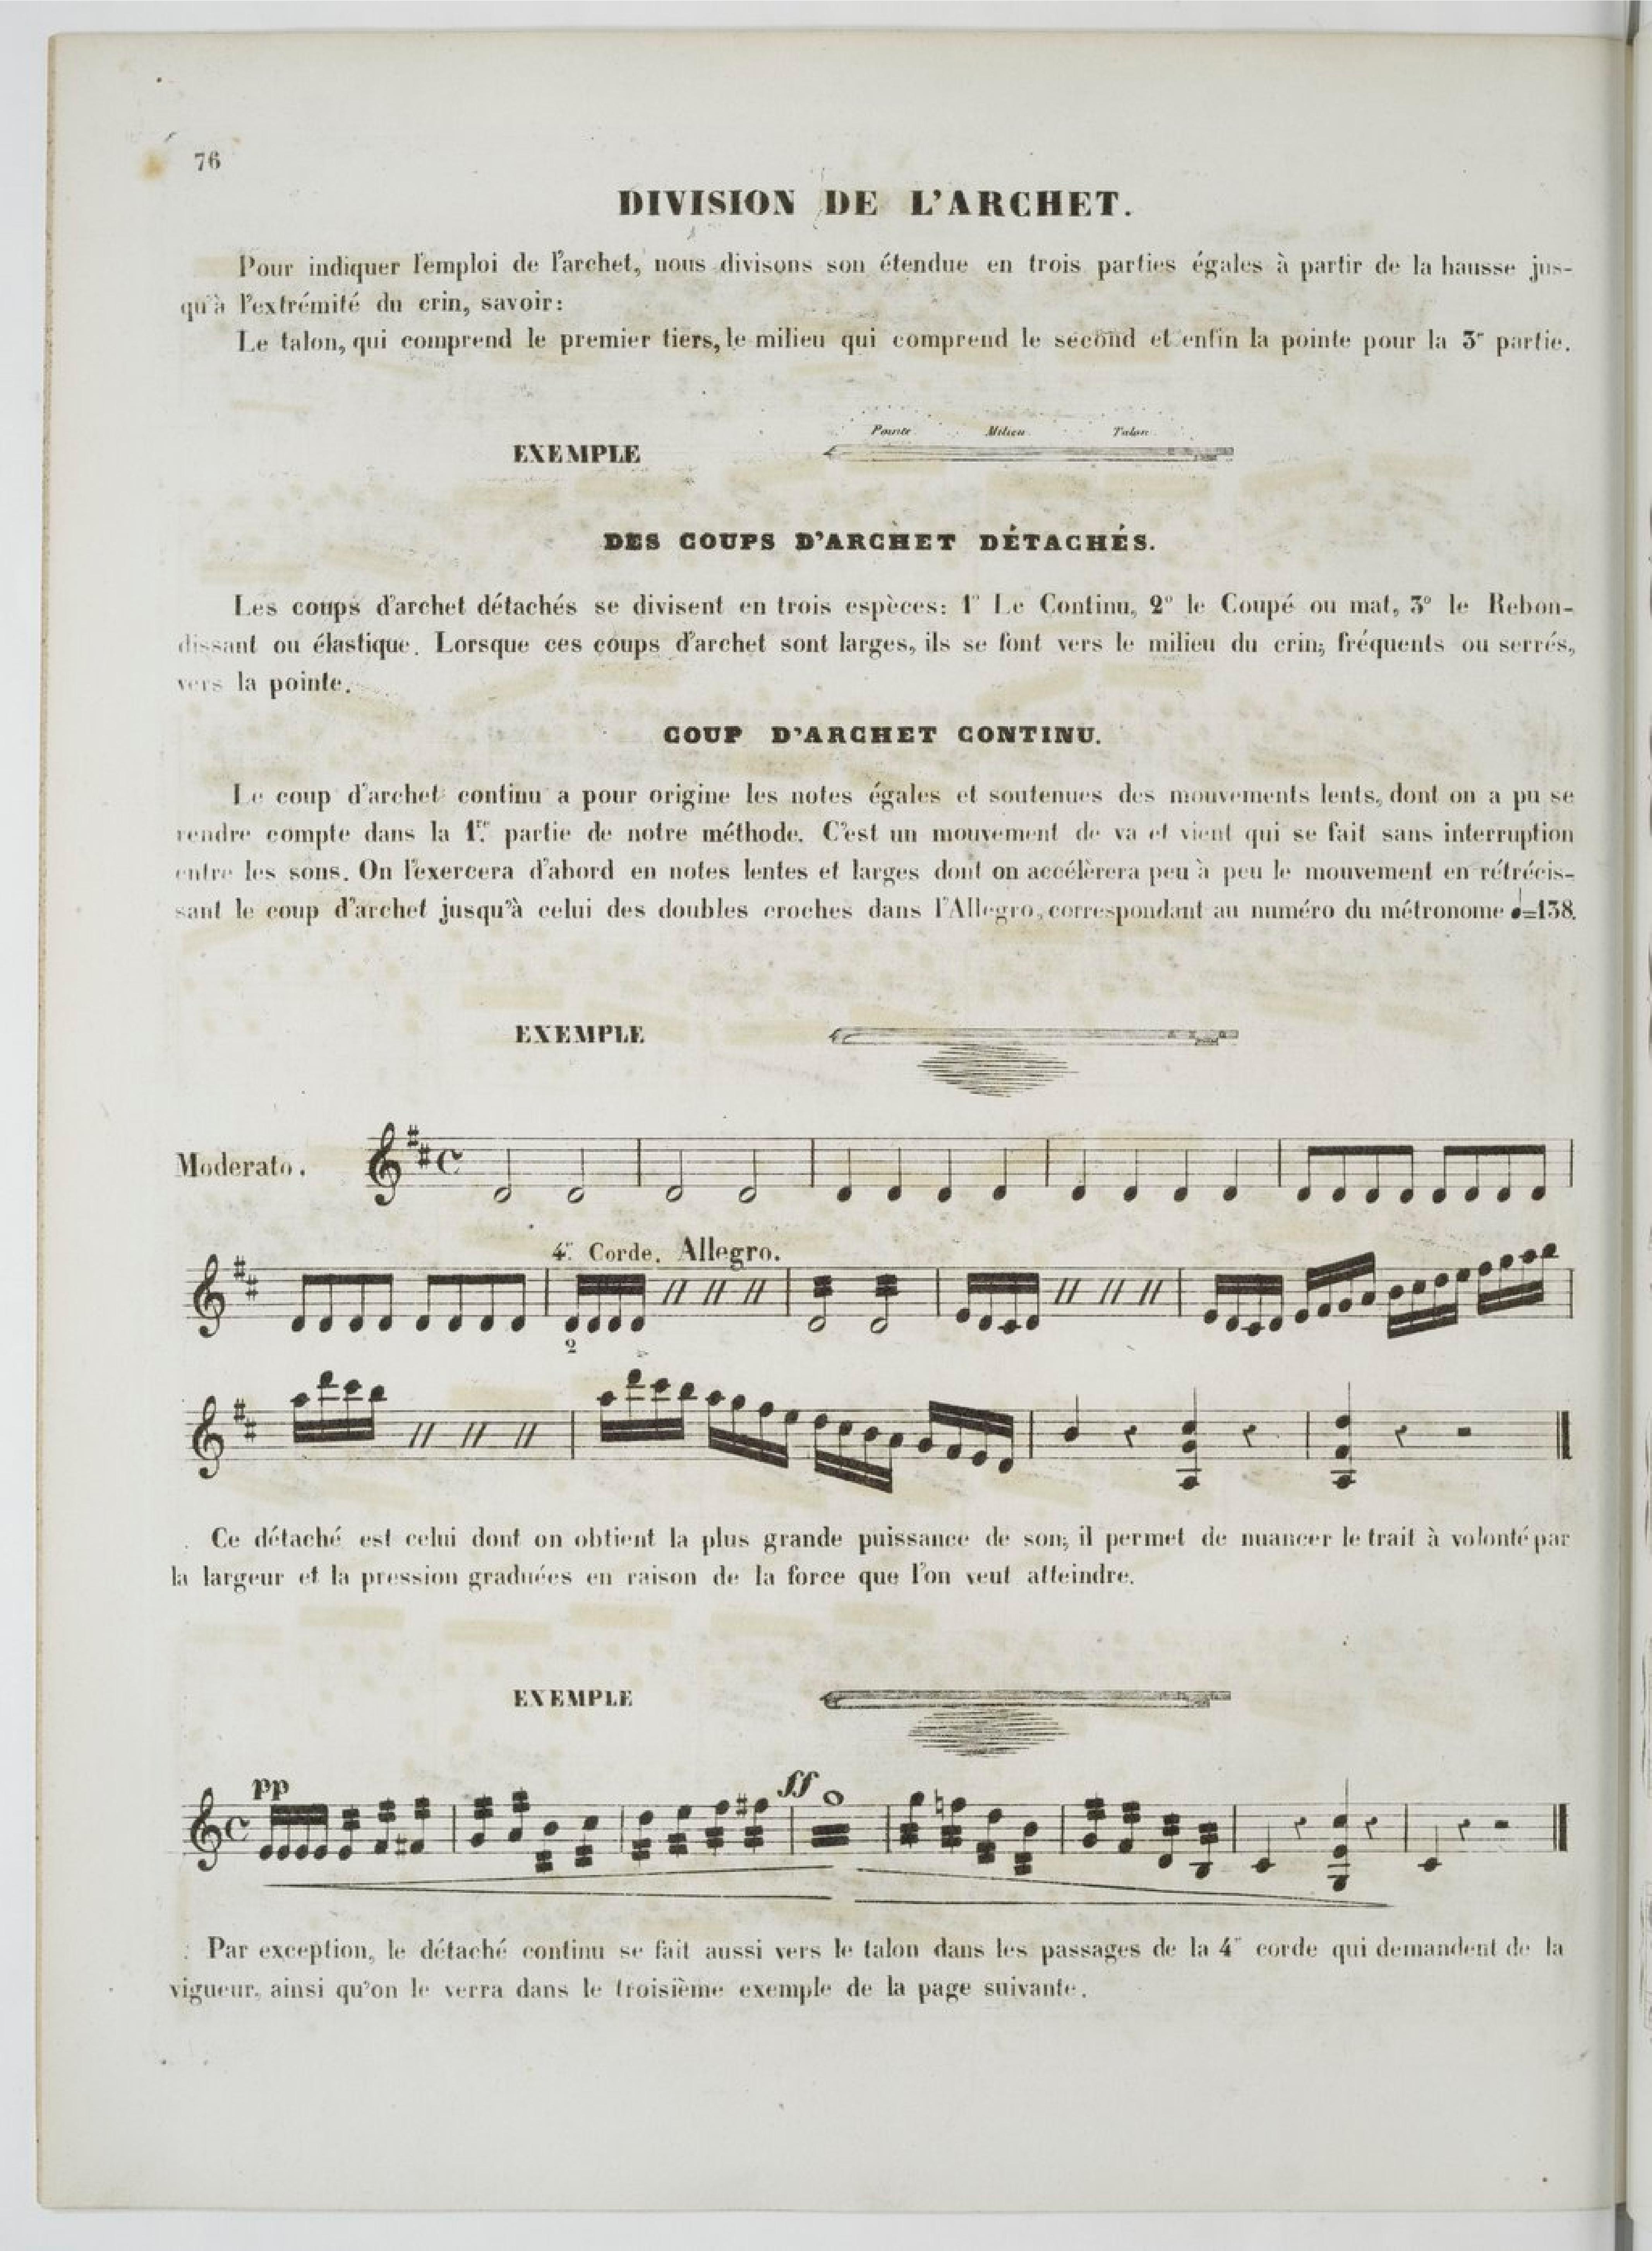 76
DIVISION DE L'ARCHET.
Pour indiquer l'emploi de l'archet, nous divisons son étendue en trois parties égales à partir de la hausse jus-
qu'à l'extrémité du crin, savoir:
Le talon, qui comprend le premier tiers, le milieu qui comprend le second et enfin la pointe pour la 3e partie.
Pointe Milieu Talon
EXEMPLE
DES COUPS D'ARCHET DÉTACHÉS.
Les coups d'archet détachés se divisent en trois espèces: 1° Le Continu, 2° le Coupé ou mat, 3° le Rebon-
dissant ou élastique. Lorsque ces coups d'archet sont larges, ils se font vers le milieu du crin; fréquents ou serrés,
vers la pointe.
COUP D'ARCHET CONTINU.
Le coup d'archet continu a pour origine les notes égales et soutenues des mouvements lents, dont on a pu se
rendre compte dans la 1re. partie de notre méthode. C'est un mouvement de va et vient qui se fait sans interruption
entre les sons. On l'exercera d'abord en notes lentes et larges dont on accélèrera peu à peu le mouvement en rétrécis-
sant le coup d'archet jusqu'à celui des doubles croches dans l'Allegro, correspondant au numéro du métronome ♩=138.
EXEMPLE
Moderato.
4e. Corde. Allegro.
2
Ce détaché est celui dont on obtient la plus grande puissance de son; il permet de nuancer le trait à volonté par
la largeur et la pression graduées en raison de la force que l'on veut atteindre.
EXEMPLE
pp ff
Par exception, le détaché continu se fait aussi vers le talon dans les passages de la 4e corde qui demandent de la
vigueur, ainsi qu'on le verra dans le troisième exemple de la page suivante.